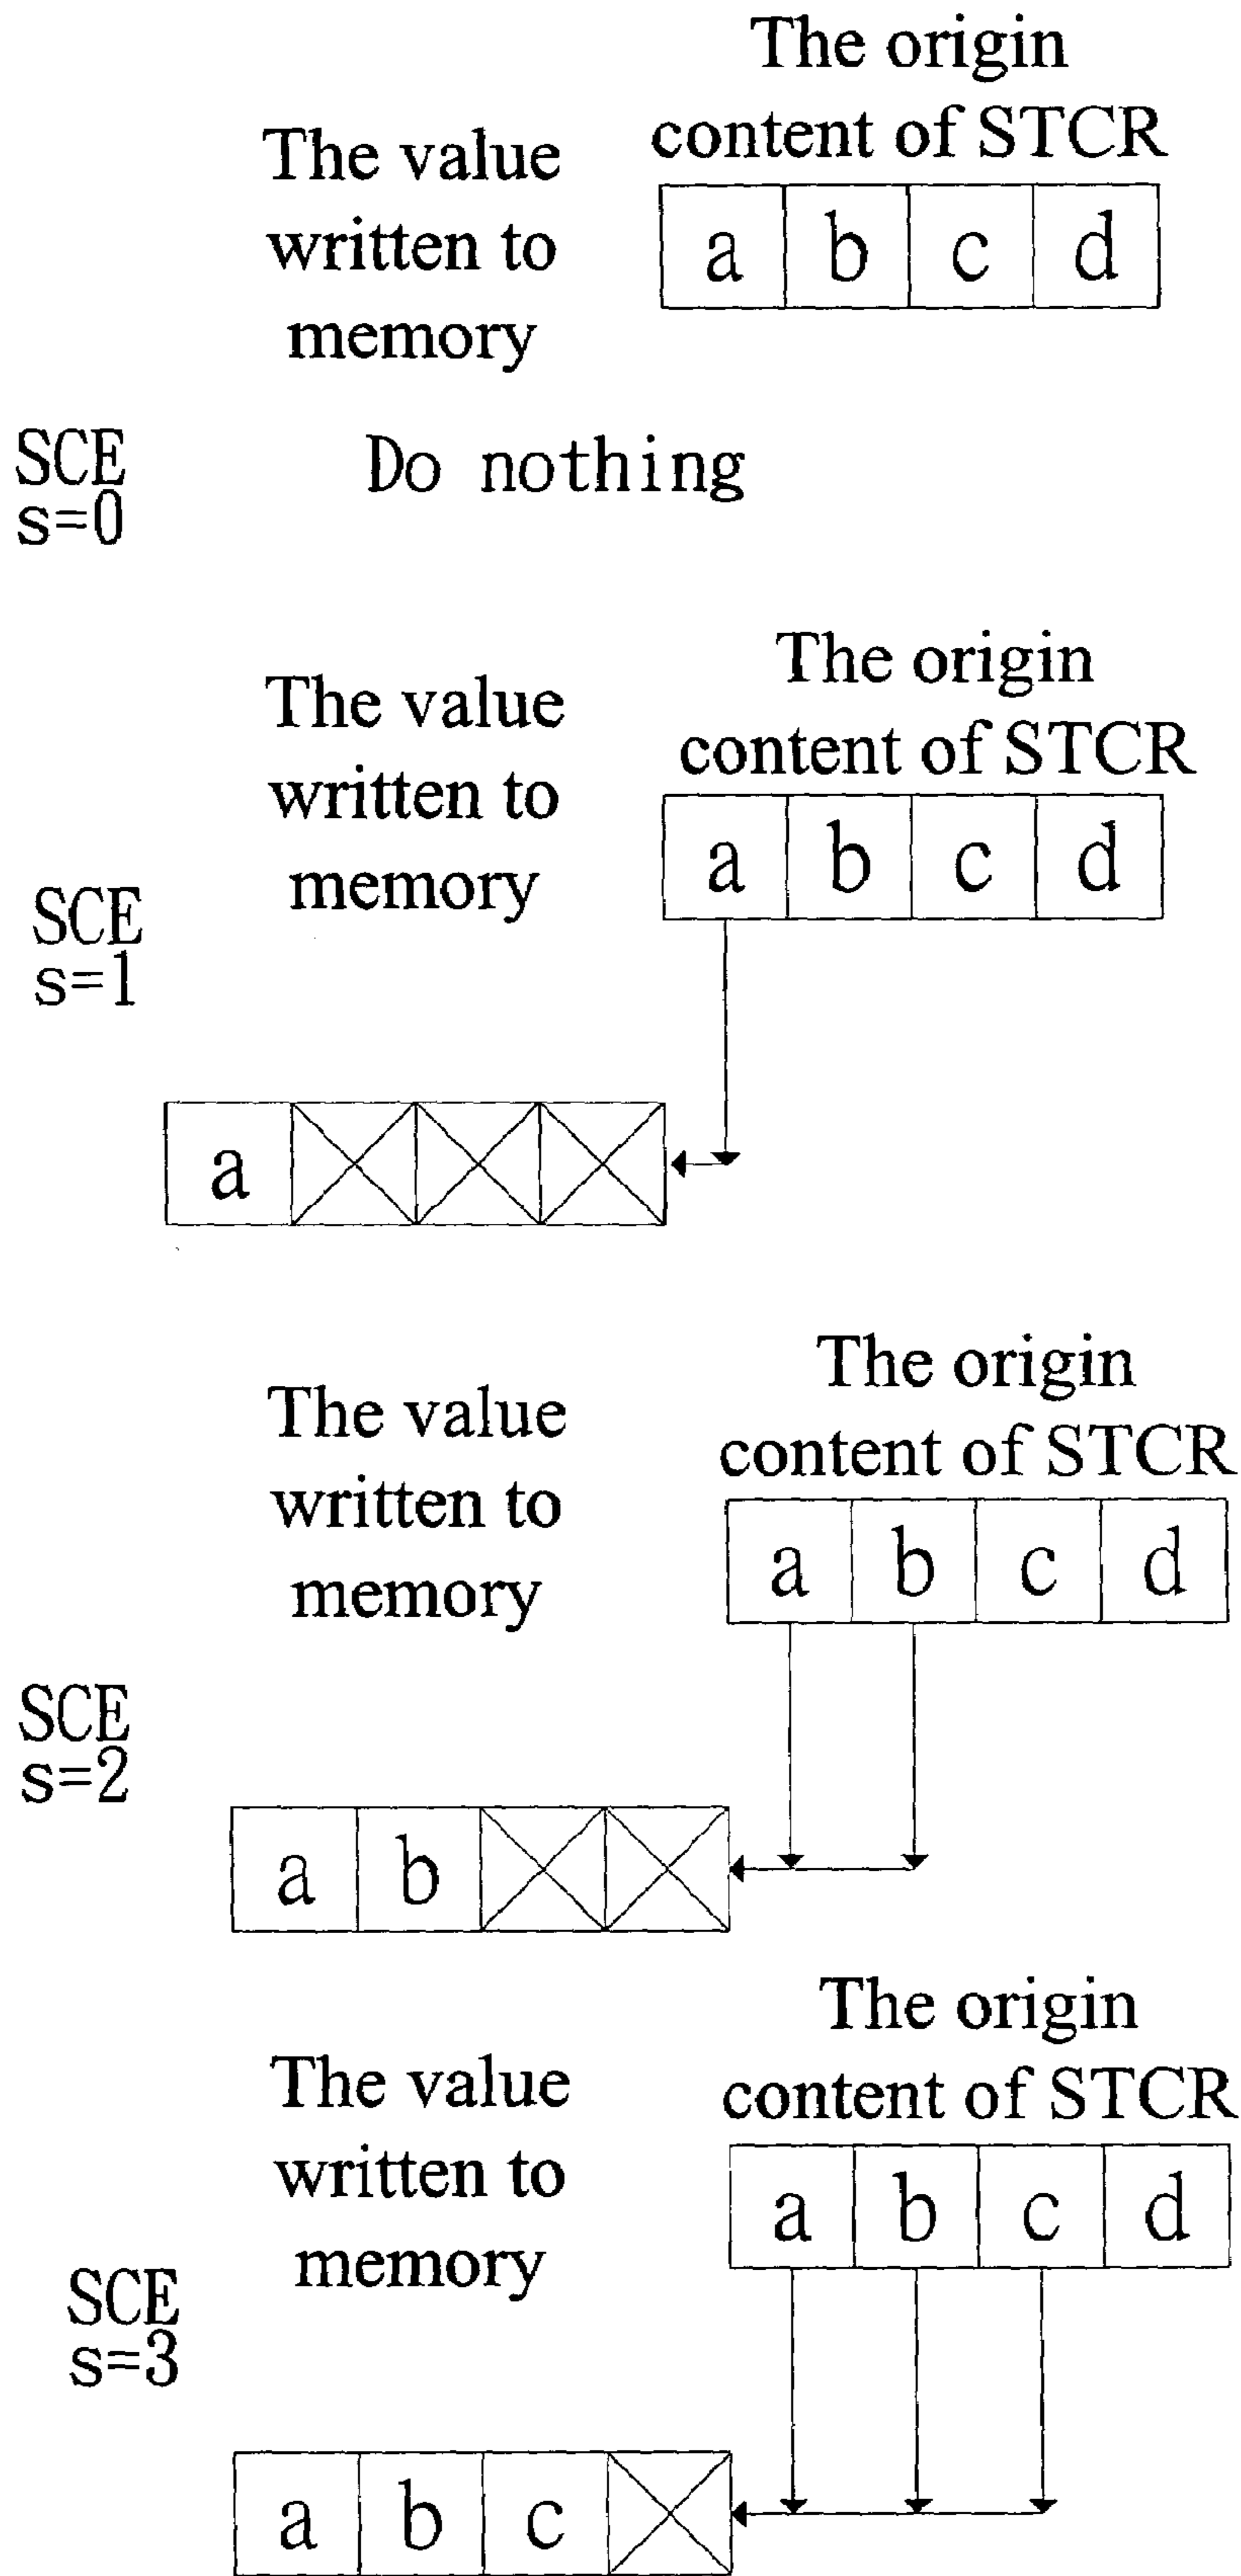 The origin
content of STCR
The value
written to
memory
a b c d
SCE
s=0
Do nothing
The origin
content of STCR
The value
written to
memory
a b c d
SCE
s=1
a
The origin
content of STCR
The value
written to
memory
a b c d
SCE
s=2
a b
The origin
content of STCR
The value
written to
memory
a b c d
SCE
s=3
a b c